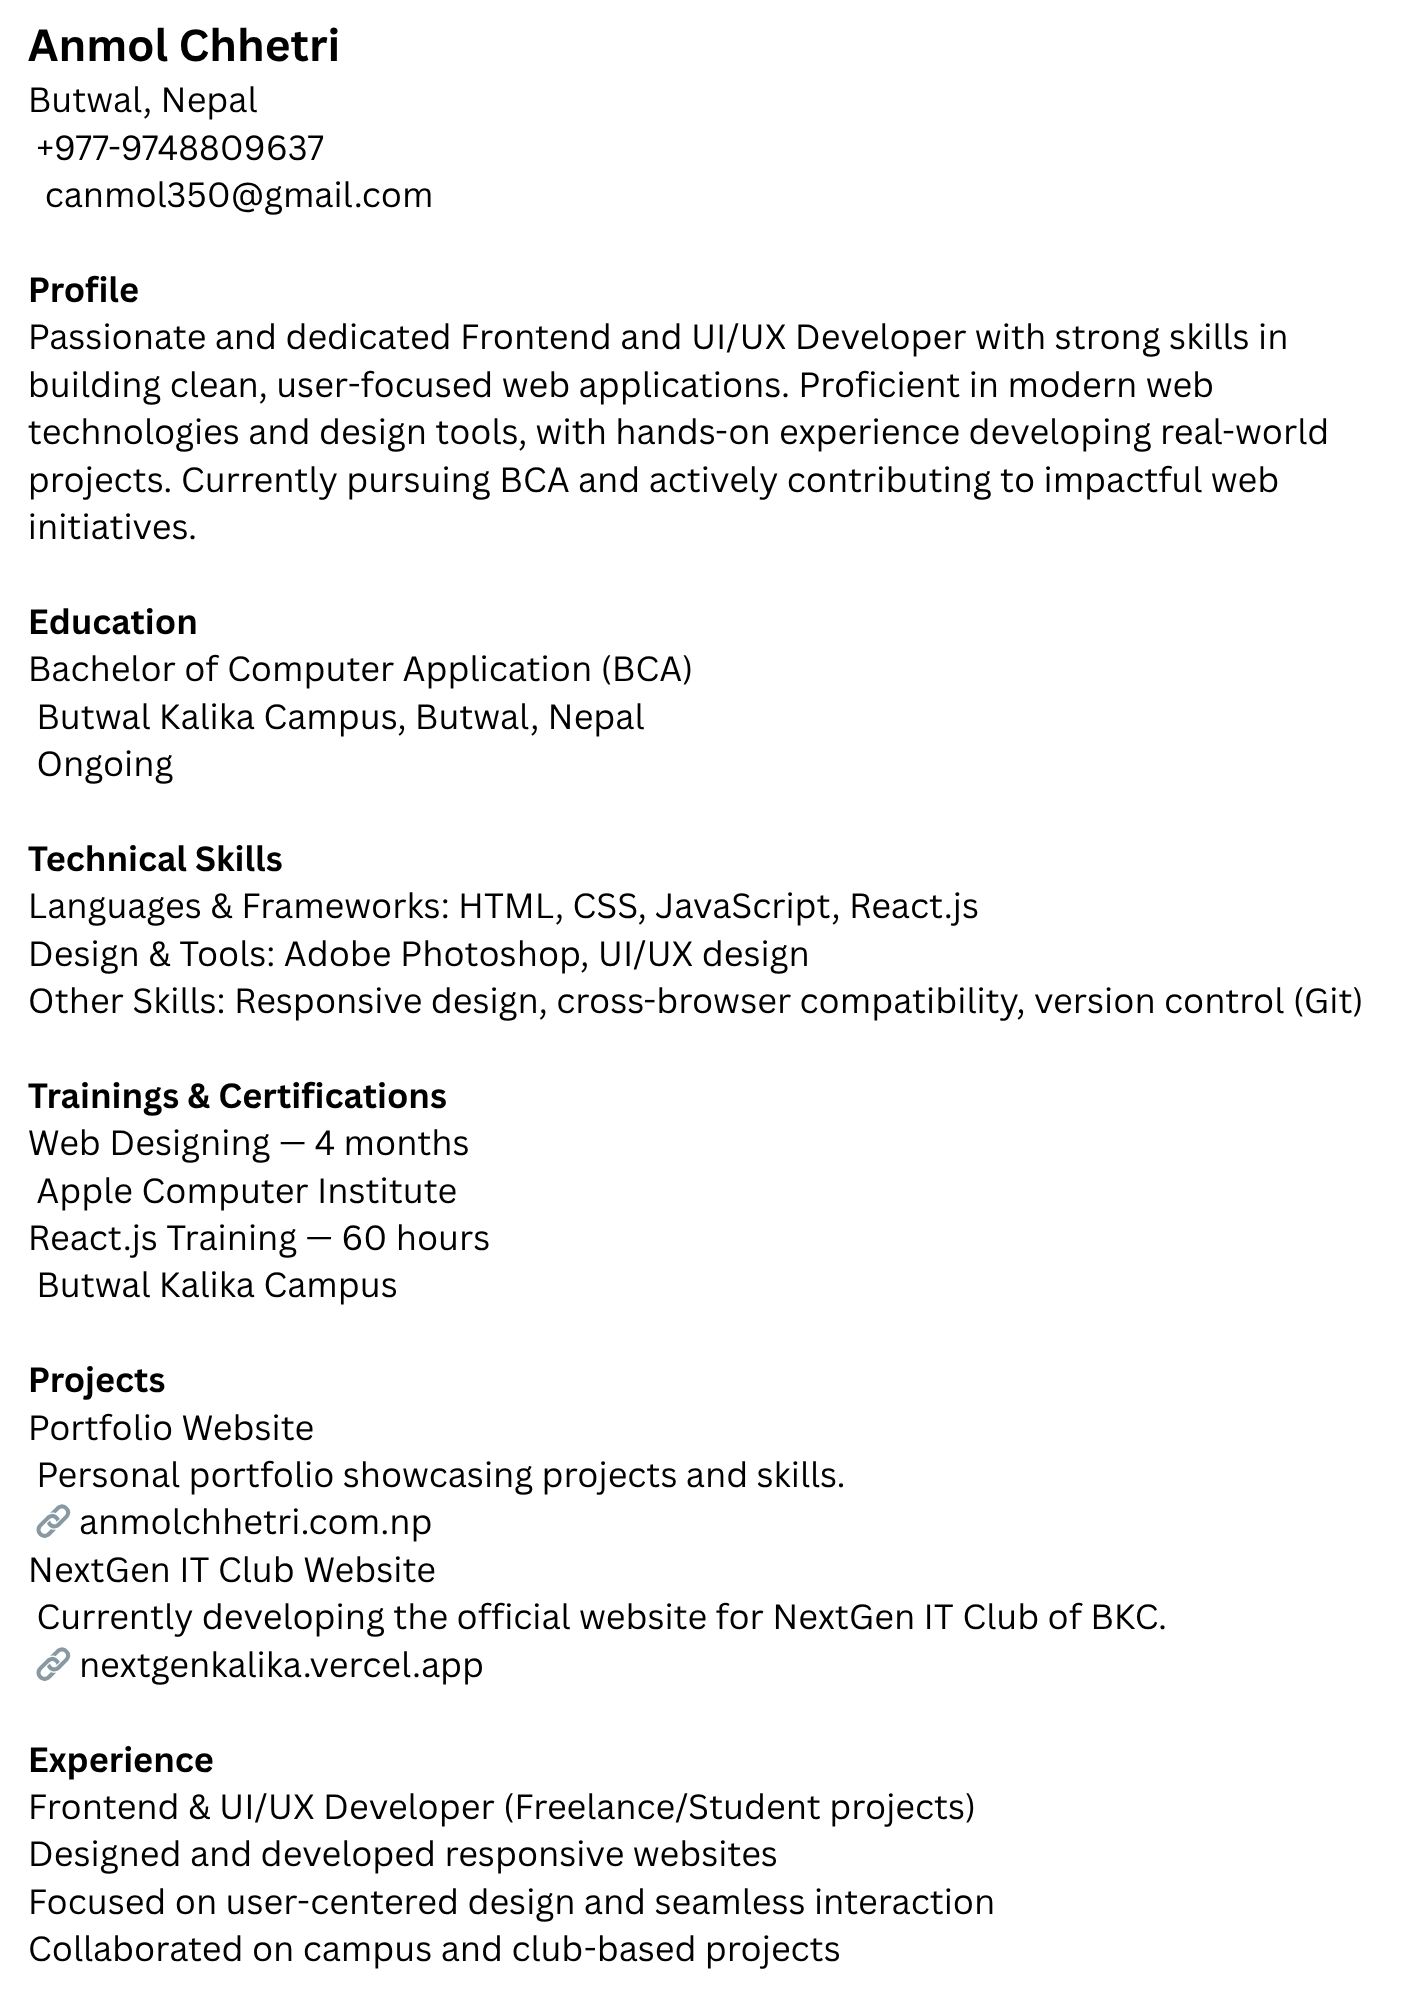 Anmol Chhetri
Butwal, Nepal
+977-9748809637
canmol350@gmail.com
Profile
Passionate and dedicated Frontend and UI/UX Developer with strong skills in
building clean, user-focused web applications. Proficient in modern web
technologies and design tools, with hands-on experience developing real-world
projects. Currently pursuing BCA and actively contributing to impactful web
initiatives.
Education
Bachelor of Computer Application (BCA)
Butwal Kalika Campus, Butwal, Nepal
Ongoing
Technical Skills
Languages & Frameworks: HTML, CSS, JavaScript, React.js
Design & Tools: Adobe Photoshop, UI/UX design
Other Skills: Responsive design, cross-browser compatibility, version control (Git)
Trainings & Certifications
Web Designing — 4 months
Apple Computer Institute
React.js Training — 60 hours
Butwal Kalika Campus
Projects
Portfolio Website
Personal portfolio showcasing projects and skills.
🔗 anmolchhetri.com.np
NextGen IT Club Website
Currently developing the official website for NextGen IT Club of BKC.
🔗 nextgenkalika.vercel.app
Experience
Frontend & UI/UX Developer (Freelance/Student projects)
Designed and developed responsive websites
Focused on user-centered design and seamless interaction
Collaborated on campus and club-based projects